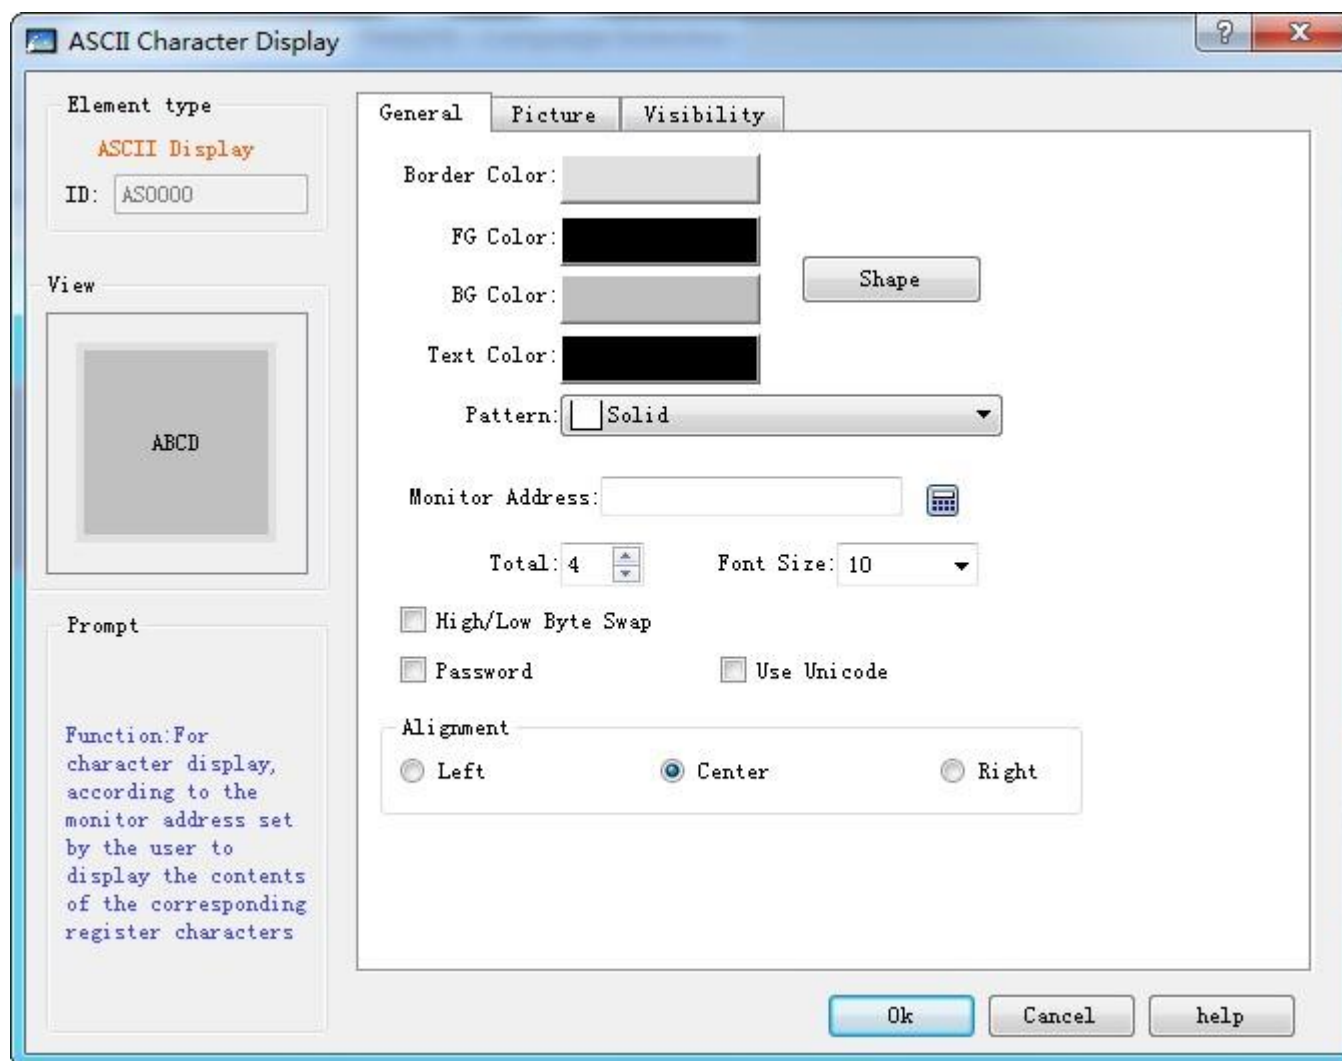 ASCII Character Display
Element type
ASCII Display
ID: AS0000
View
ABCD
Prompt
Function:For
character display,
according to the
monitor address set
by the user to
display the contents
of the corresponding
register characters
General Picture Visibility
Border Color:
FG Color:
BG Color:
Shape
Text Color:
Pattern: Solid
Monitor Address:
Total: 4 Font Size: 10
High/Low Byte Swap
Password Use Unicode
Alignment
Left Center Right
Ok Cancel help